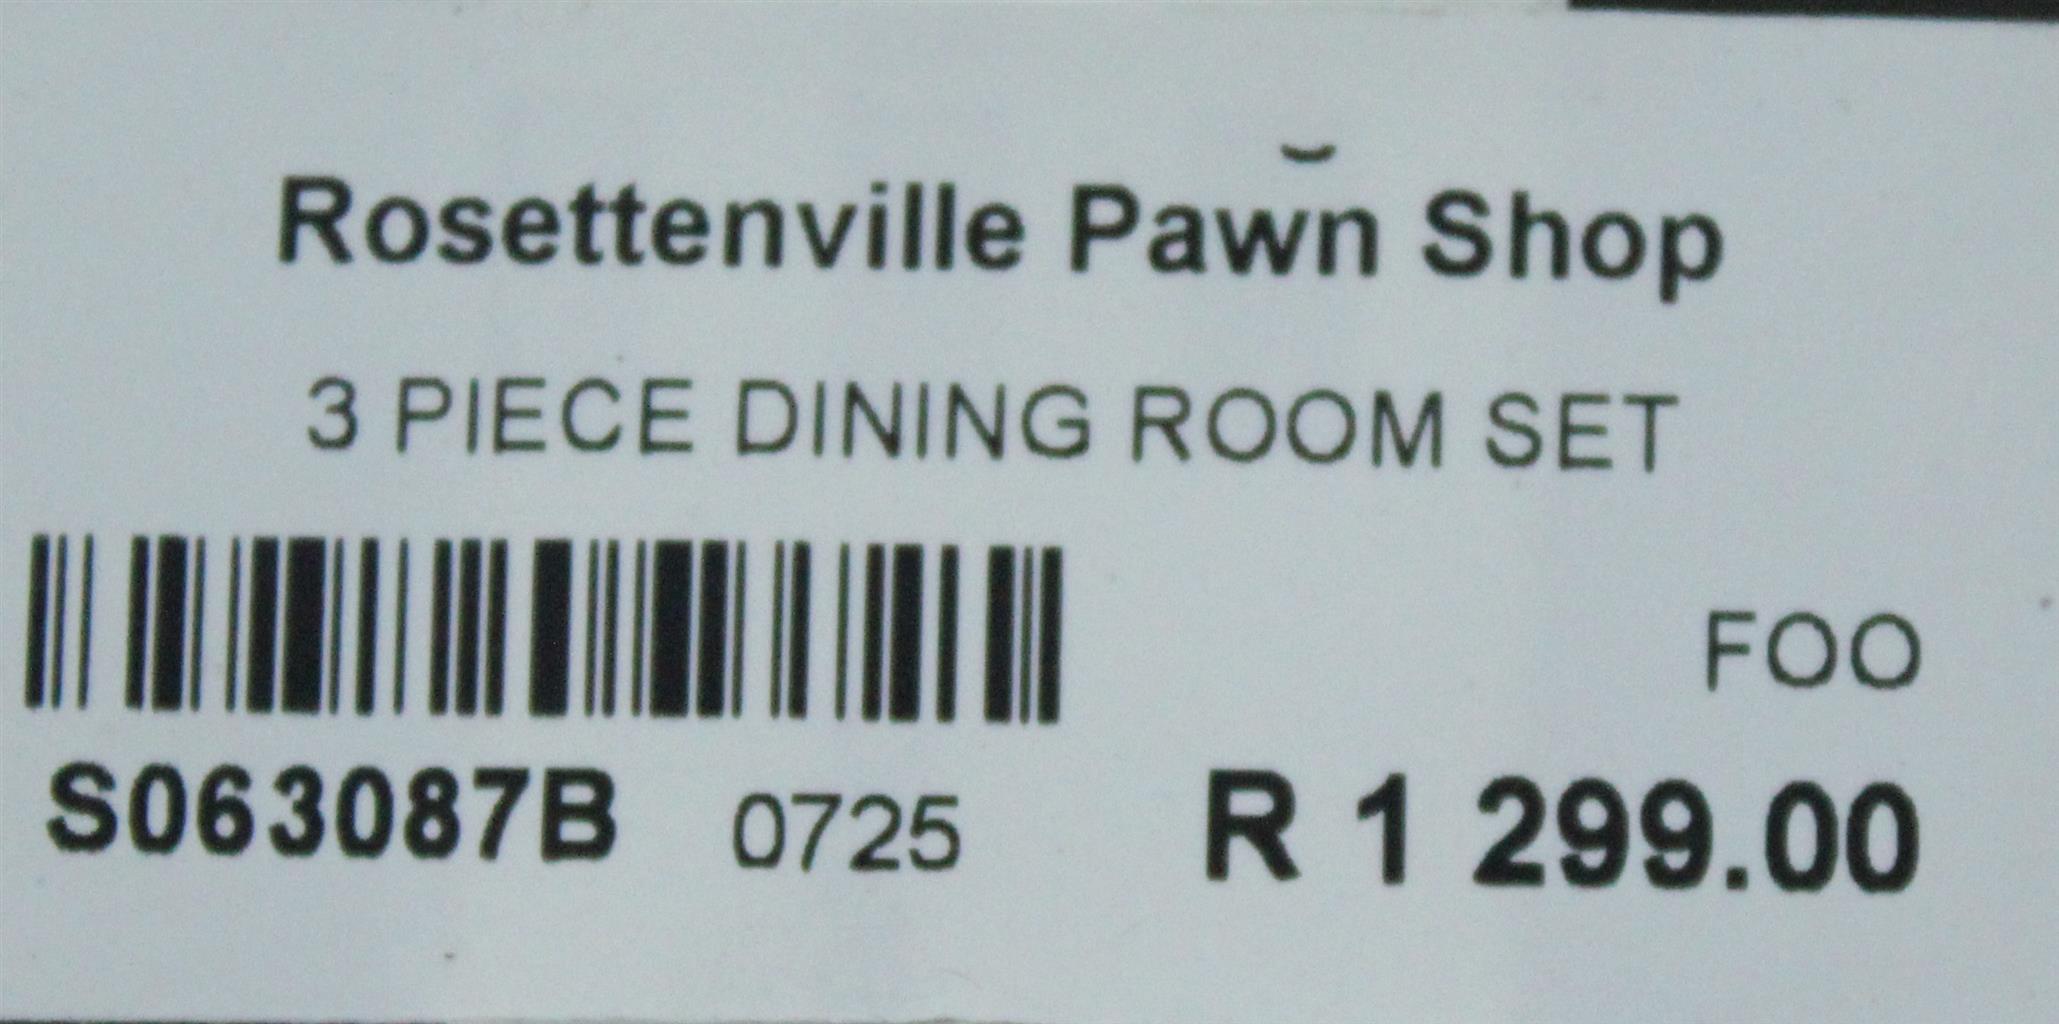 Rosettenville Pawn Shop
3 PIECE DINING ROOM SET
FOO
S063087B 0725 R 1 299.00